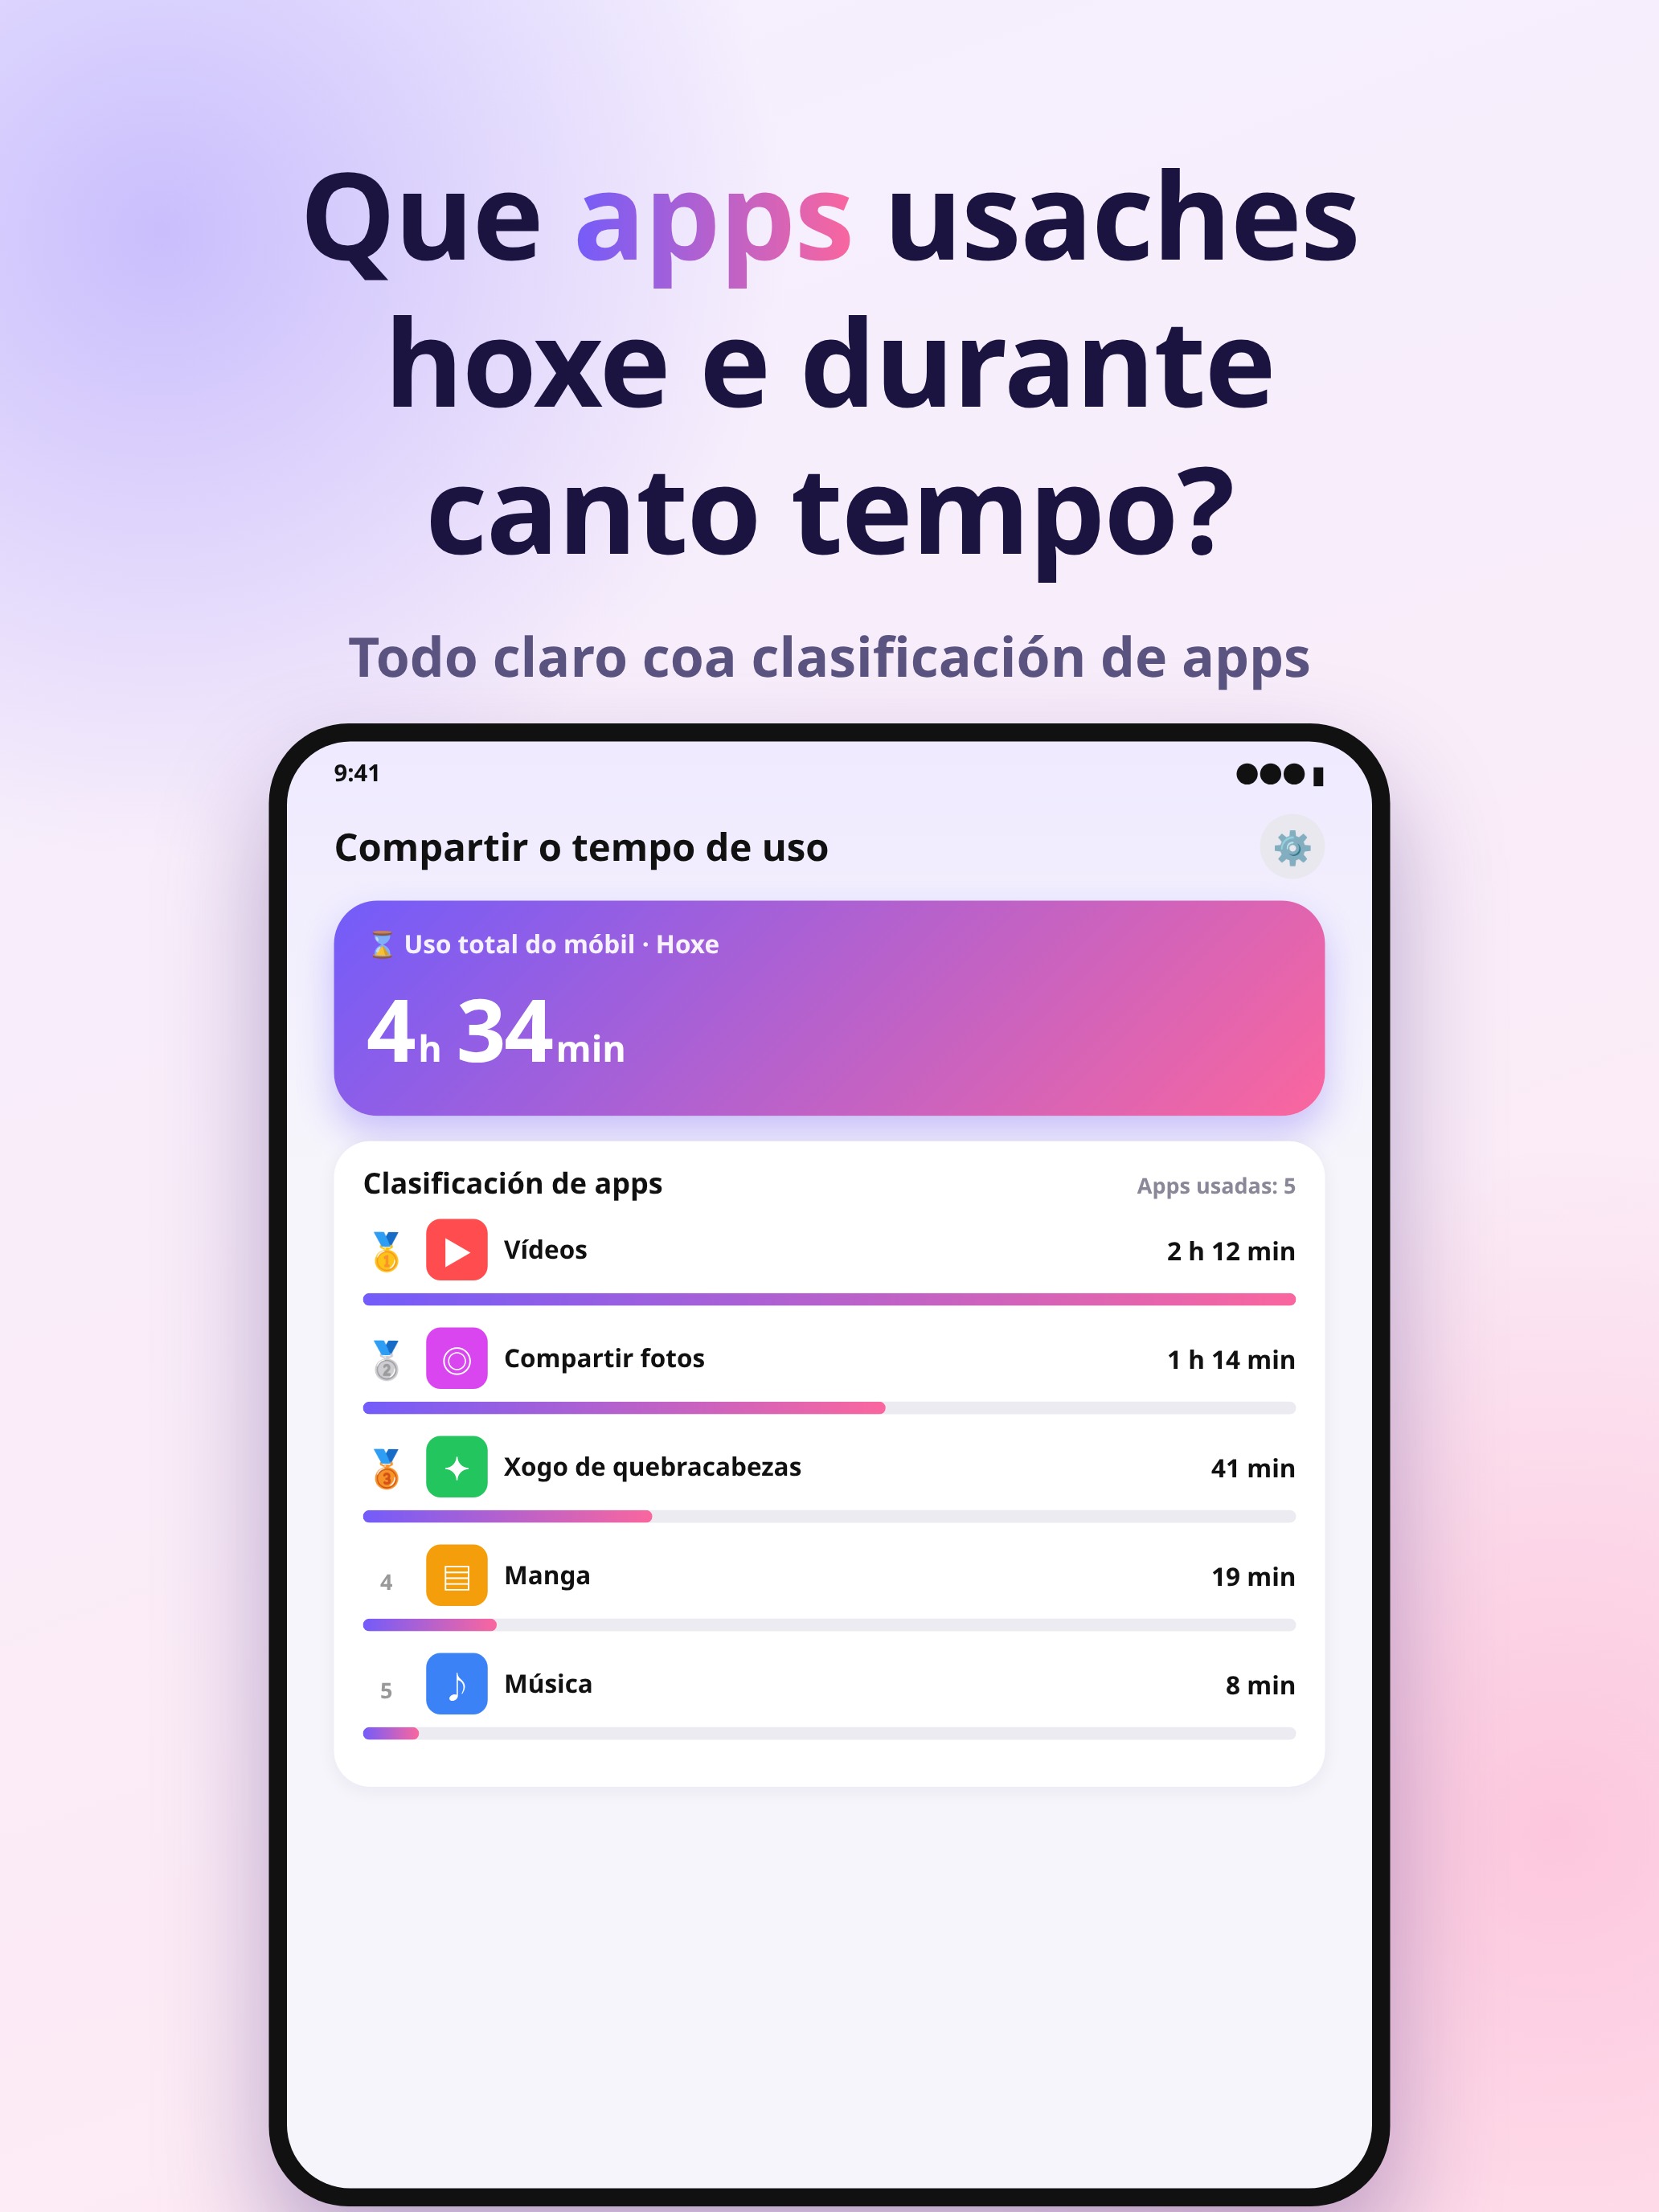 Que apps usaches
hoxe e durante
canto tempo?
Todo claro coa clasificación de apps
9:41
Compartir o tempo de uso
Uso total do móbil · Hoxe
4h 34min
Clasificación de apps
Apps usadas: 5
Vídeos
2 h 12 min
Compartir fotos
1 h 14 min
Xogo de quebracabezas
41 min
4
Manga
19 min
5
Música
8 min